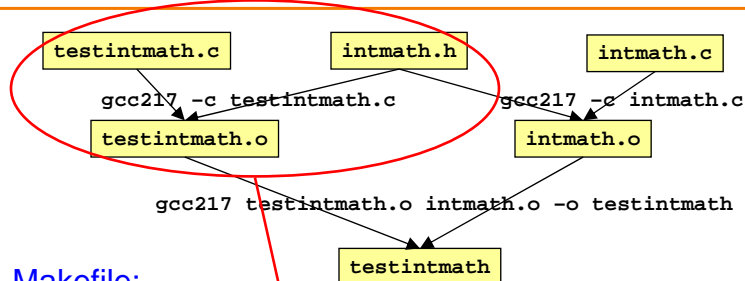 testintmath.c intmath.h intmath.c
gcc217 -c testintmath.c gcc217 -c intmath.c
testintmath.o intmath.o
gcc217 testintmath.o intmath.o -o testintmath
testintmath
Makefile: